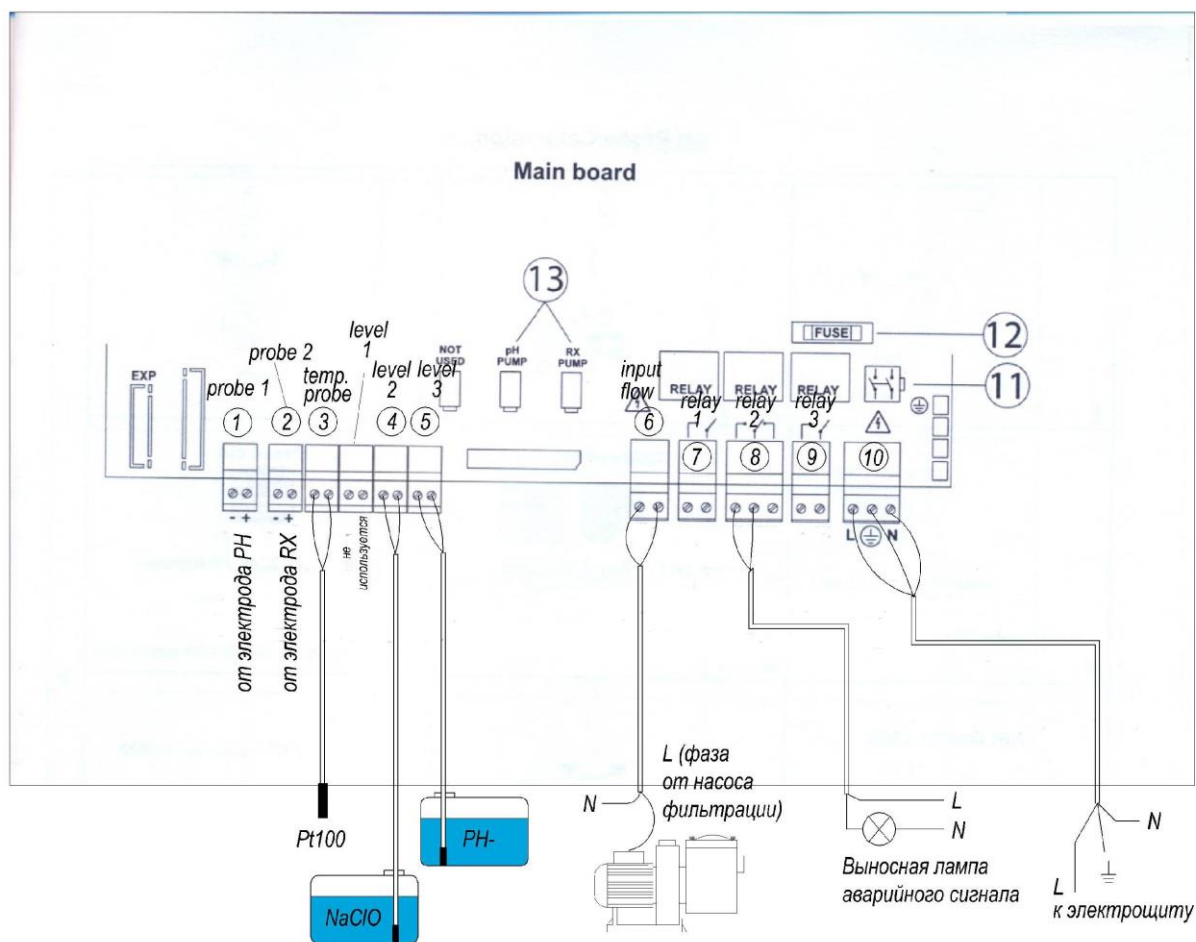 Main board
13
FUSE
12
11
EXP
probe 1
probe 2
temp.
probe
level
1
level
2
level
3
NOT
USED
pH
PUMP
RX
PUMP
input
flow
RELAY
RELAY
RELAY
relay
1
relay
2
relay
3
1
2
3
4
5
6
7
8
9
10
- +
- +
L
N
от электрода PH
от электрода RX
не
используется
Pt100
NaClO
PH-
N
L (фаза
от насоса
фильтрации)
L
N
Выносная лампа
аварийного сигнала
N
L
к электрощиту